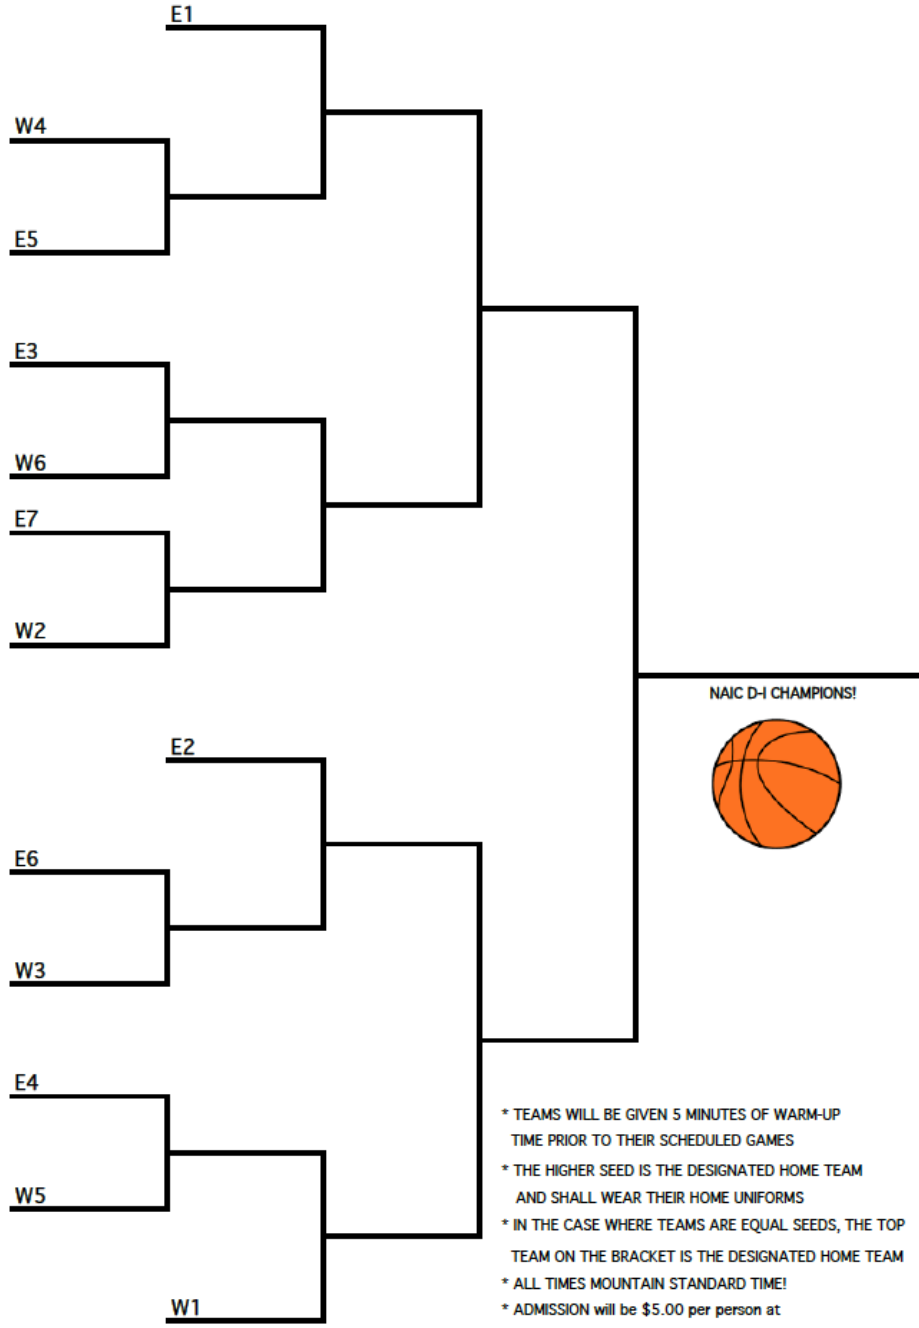 E1
W4
E5
E3
W6
E7
W2
NAIC D-I CHAMPIONS!
E2
E6
W3
E4
W5
W1
* TEAMS WILL BE GIVEN 5 MINUTES OF WARM-UP
TIME PRIOR TO THEIR SCHEDULED GAMES
* THE HIGHER SEED IS THE DESIGNATED HOME TEAM
AND SHALL WEAR THEIR HOME UNIFORMS
* IN THE CASE WHERE TEAMS ARE EQUAL SEEDS, THE TOP
TEAM ON THE BRACKET IS THE DESIGNATED HOME TEAM
* ALL TIMES MOUNTAIN STANDARD TIME!
* ADMISSION will be $5.00 per person at